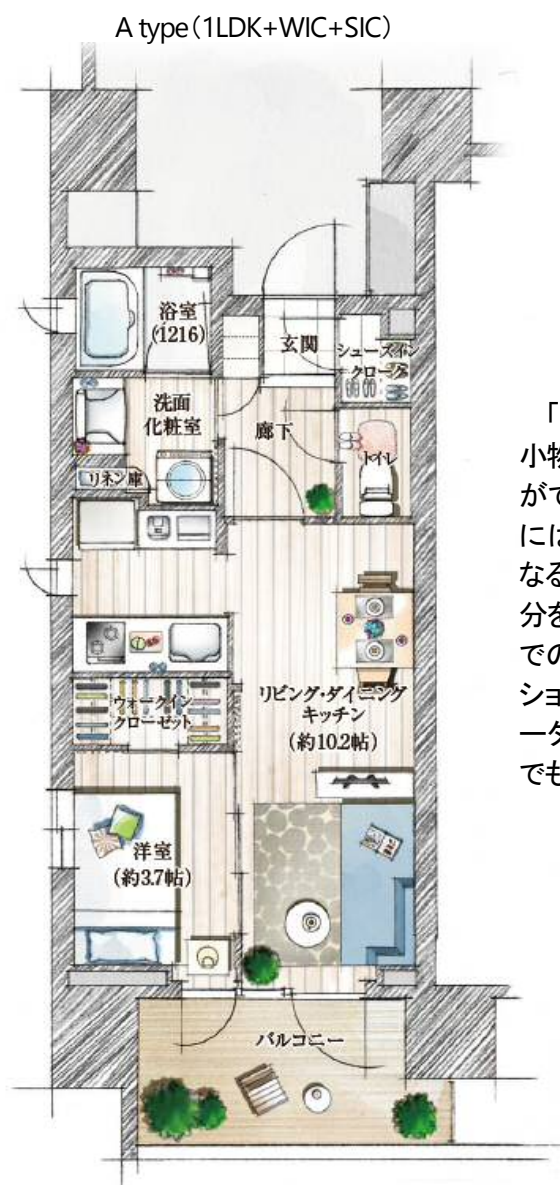 A type（1LDK+WIC+SIC）
浴室
(1216)
玄関
シューズイン
クローク
洗面
化粧室
廊下
トイレ
リネン庫
リビング・ダイニング
キッチン
(約10.2帖)
ウォークイン
クローゼット
洋室
(約3.7帖)
バルコニー
「
小物
がで
には
なる
分を
での
ショ
ータ
でも